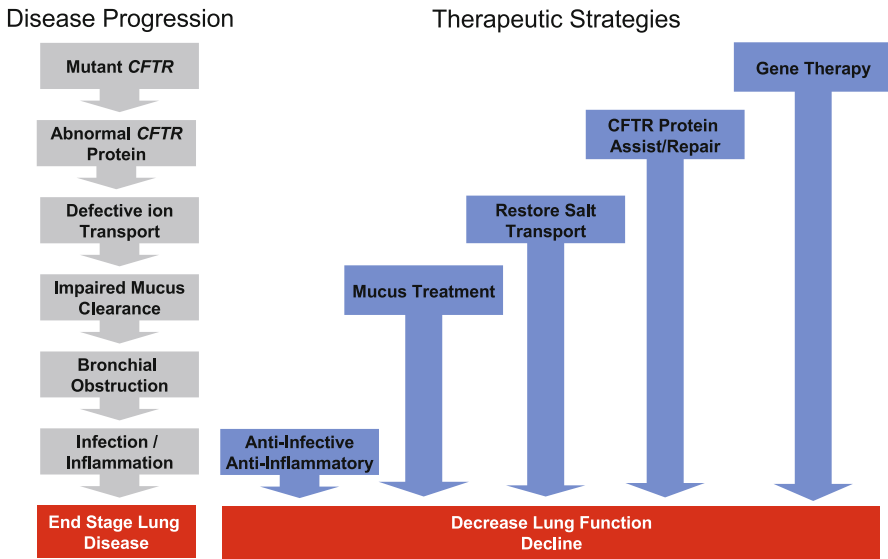 Disease Progression
Therapeutic Strategies
Mutant CFTR
Abnormal CFTR
Protein
Defective ion
Transport
Impaired Mucus
Clearance
Bronchial
Obstruction
Infection /
Inflammation
End Stage Lung
Disease
Gene Therapy
CFTR Protein
Assist/Repair
Restore Salt
Transport
Mucus Treatment
Anti-Infective
Anti-Inflammatory
Decrease Lung Function
Decline